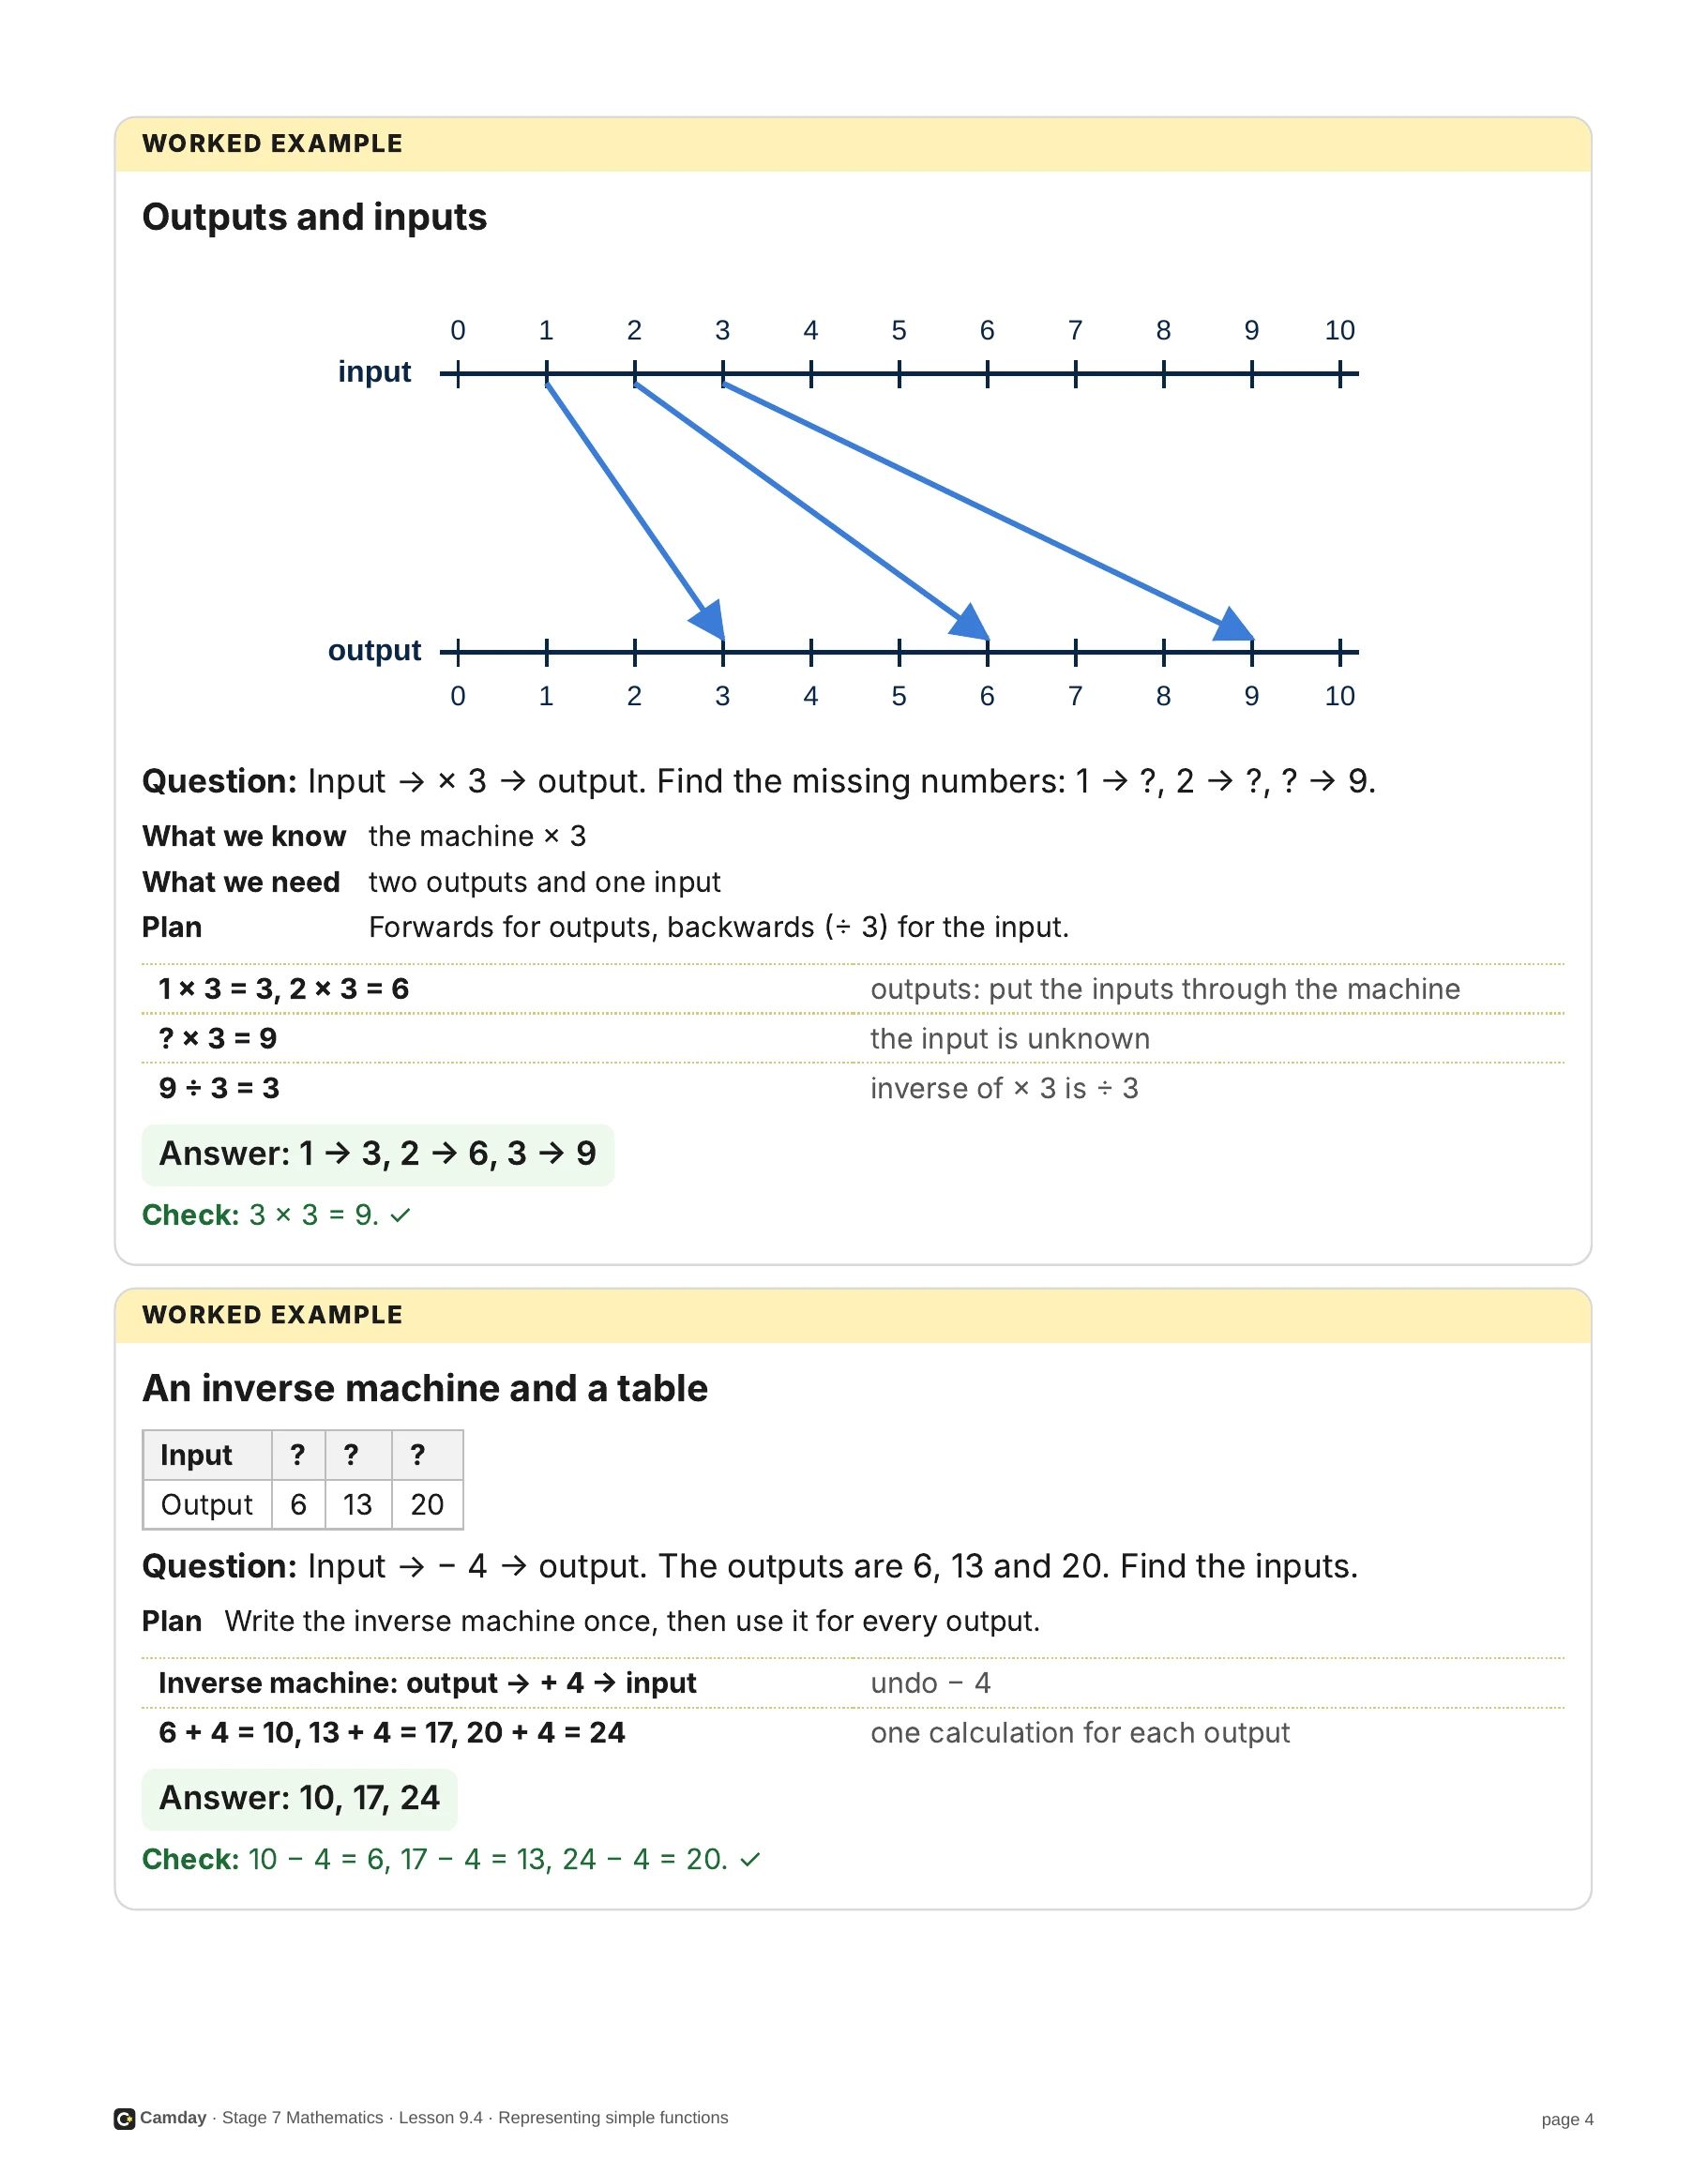 WORKED EXAMPLE
Outputs and inputs
0 1 2 3 4 5 6 7 8 9 10
input
output
0 1 2 3 4 5 6 7 8 9 10
Question: Input → × 3 → output. Find the missing numbers: 1 → ?, 2 → ?, ? → 9.
What we know the machine × 3
What we need two outputs and one input
Plan Forwards for outputs, backwards (÷ 3) for the input.
1 × 3 = 3, 2 × 3 = 6 outputs: put the inputs through the machine
? × 3 = 9 the input is unknown
9 ÷ 3 = 3 inverse of × 3 is ÷ 3
Answer: 1 → 3, 2 → 6, 3 → 9
Check: 3 × 3 = 9. ✓
WORKED EXAMPLE
An inverse machine and a table
Input ? ? ?
Output 6 13 20
Question: Input → − 4 → output. The outputs are 6, 13 and 20. Find the inputs.
Plan Write the inverse machine once, then use it for every output.
Inverse machine: output → + 4 → input undo − 4
6 + 4 = 10, 13 + 4 = 17, 20 + 4 = 24 one calculation for each output
Answer: 10, 17, 24
Check: 10 − 4 = 6, 17 − 4 = 13, 24 − 4 = 20. ✓
Camday · Stage 7 Mathematics · Lesson 9.4 · Representing simple functions page 4